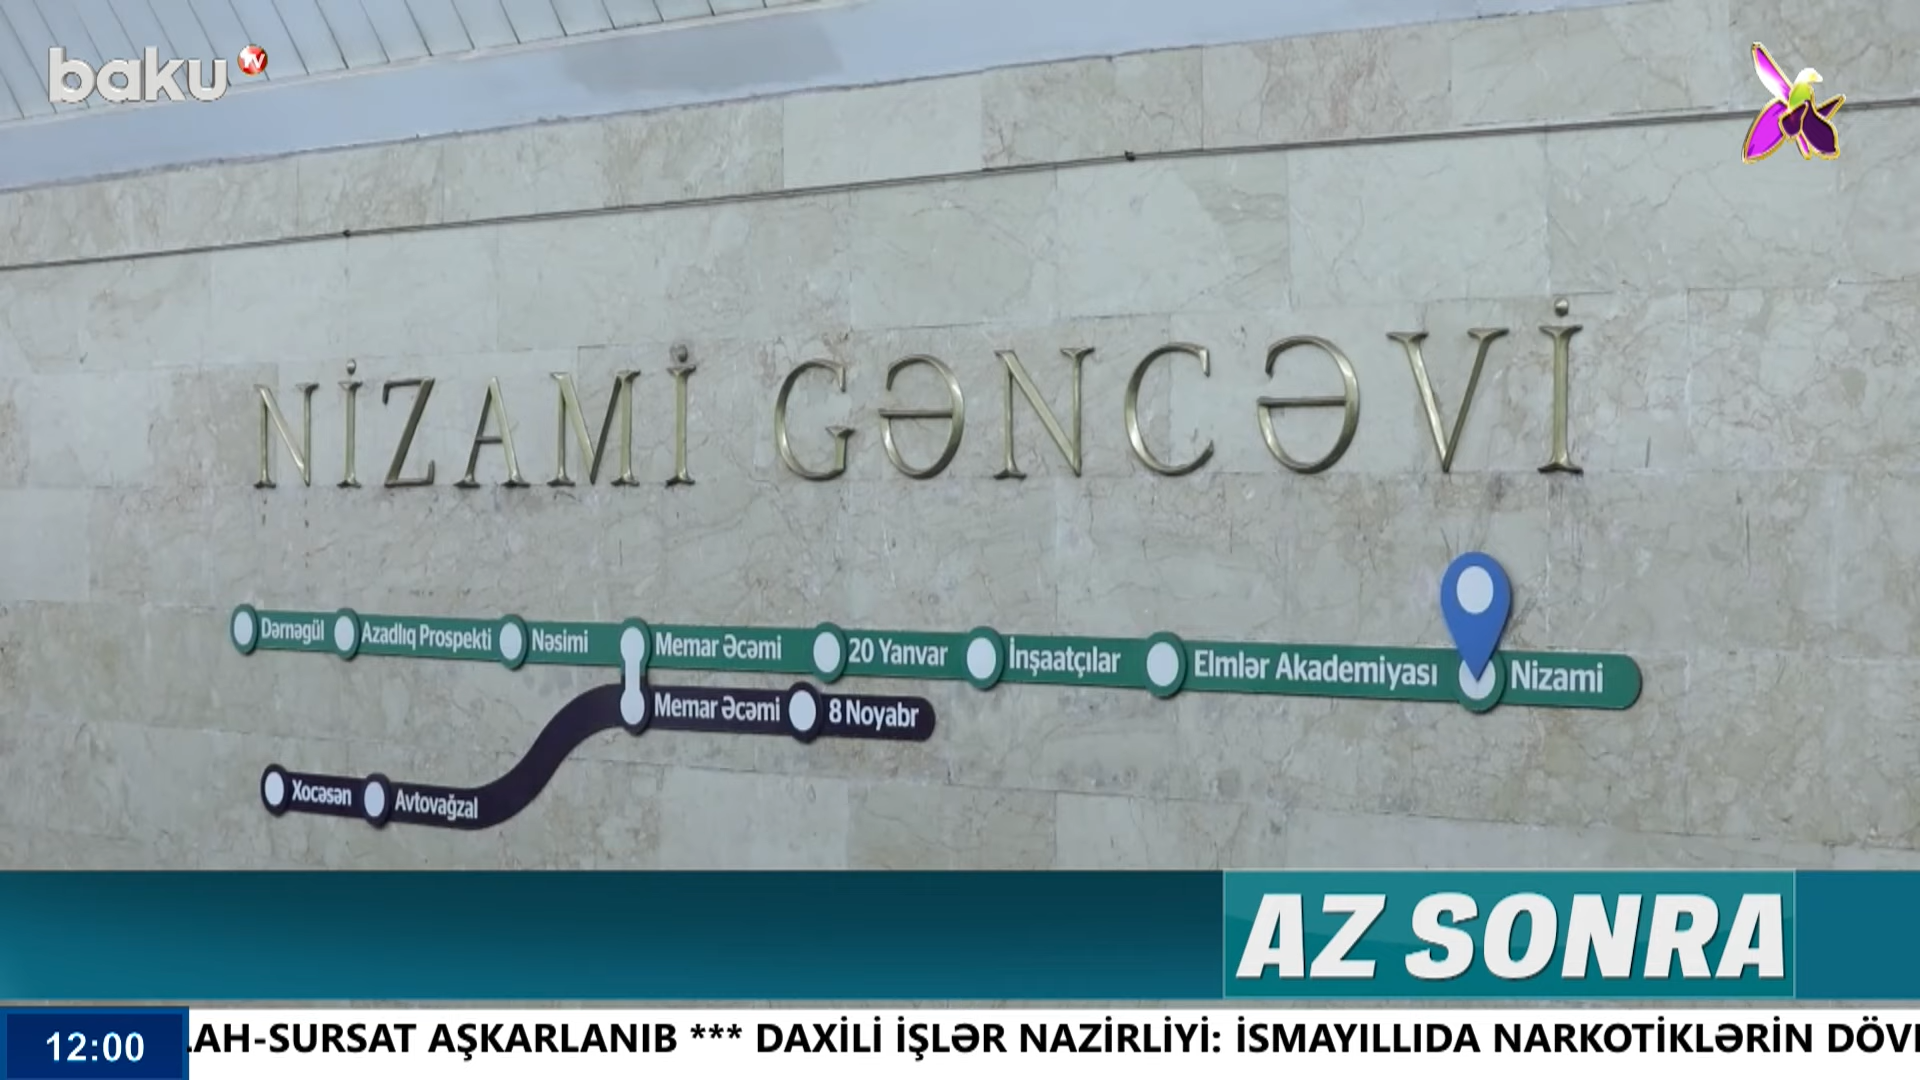 baku TV
NİZAMİ GƏNCƏVİ
Dərnəgül Azadlıq Prospekti Nəsimi Memar Əcəmi 20 Yanvar İnşaatçılar Elmlər Akademiyası Nizami
Memar Əcəmi 8 Noyabr
Xocəsən Avtovağzal
AZ SONRA
12:00 LAH-SURSAT AŞKARLANIB *** DAXİLİ İŞLƏR NAZİRLİYİ: İSMAYILLIDA NARKOTİKLƏRİN DÖV